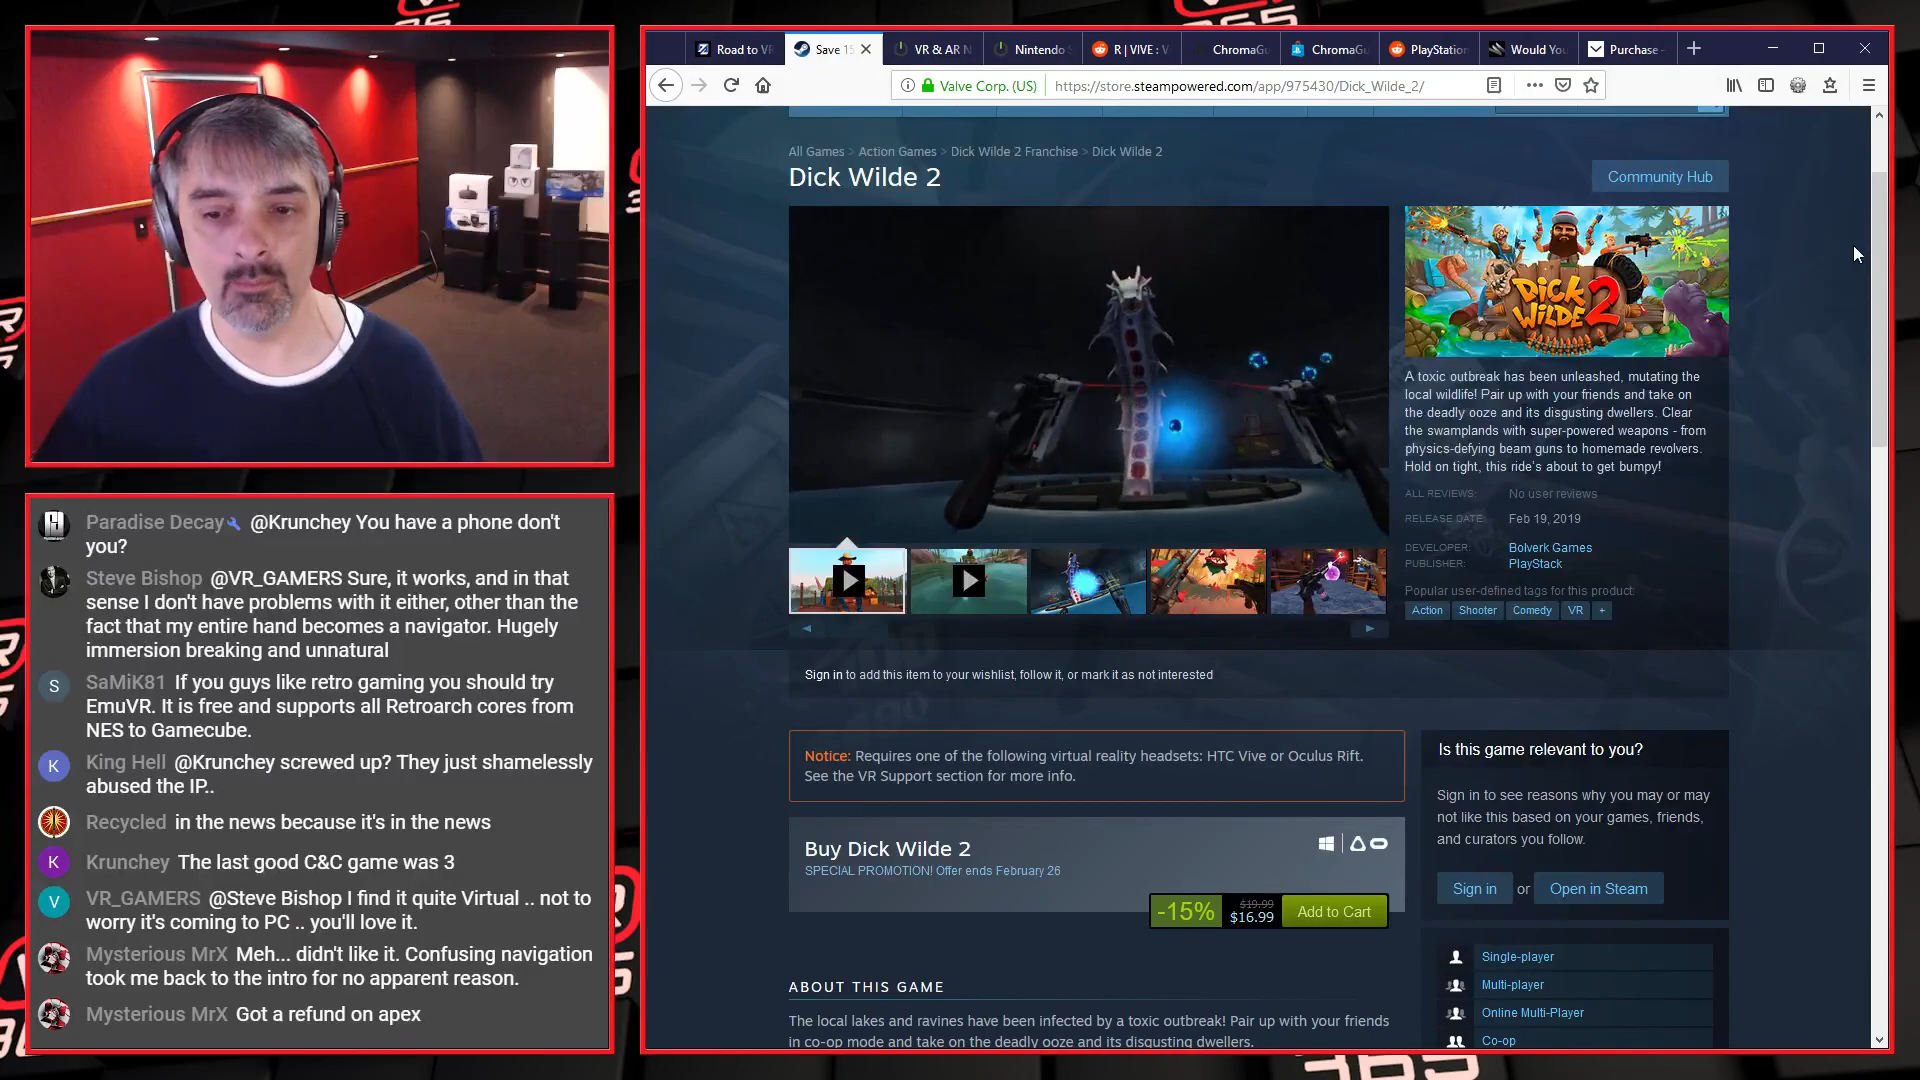 Road to VR
Save 15
VR & AR N
Nintendo S
R | VIVE : V
ChromaGu
ChromaGu
PlayStation
Would You
Purchase -
Valve Corp. (US)
https://store.steampowered.com/app/975430/Dick_Wilde_2/
All Games > Action Games > Dick Wilde 2 Franchise > Dick Wilde 2
Dick Wilde 2
Community Hub
DICK
WILDE 2
A toxic outbreak has been unleashed, mutating the
local wildlife! Pair up with your friends and take on
the deadly ooze and its disgusting dwellers. Clear
the swamplands with super-powered weapons - from
physics-defying beam guns to homemade revolvers.
Hold on tight, this ride's about to get bumpy!
ALL REVIEWS: No user reviews
RELEASE DATE: Feb 19, 2019
DEVELOPER: Bolverk Games
PUBLISHER: PlayStack
Popular user-defined tags for this product:
Action Shooter Comedy VR +
Sign in to add this item to your wishlist, follow it, or mark it as not interested
Notice: Requires one of the following virtual reality headsets: HTC Vive or Oculus Rift.
See the VR Support section for more info.
Buy Dick Wilde 2
SPECIAL PROMOTION! Offer ends February 26
-15% $19.99 $16.99 Add to Cart
ABOUT THIS GAME
The local lakes and ravines have been infected by a toxic outbreak! Pair up with your friends
in co-op mode and take on the deadly ooze and its disgusting dwellers.
Is this game relevant to you?
Sign in to see reasons why you may or may
not like this based on your games, friends,
and curators you follow.
Sign in or Open in Steam
Single-player
Multi-player
Online Multi-Player
Co-op
Paradise Decay @Krunchey You have a phone don't
you?
Steve Bishop @VR_GAMERS Sure, it works, and in that
sense I don't have problems with it either, other than the
fact that my entire hand becomes a navigator. Hugely
immersion breaking and unnatural
S SaMiK81 If you guys like retro gaming you should try
EmuVR. It is free and supports all Retroarch cores from
NES to Gamecube.
K King Hell @Krunchey screwed up? They just shamelessly
abused the IP..
Recycled in the news because it's in the news
K Krunchey The last good C&C game was 3
V VR_GAMERS @Steve Bishop I find it quite Virtual .. not to
worry it's coming to PC .. you'll love it.
Mysterious MrX Meh... didn't like it. Confusing navigation
took me back to the intro for no apparent reason.
Mysterious MrX Got a refund on apex
365